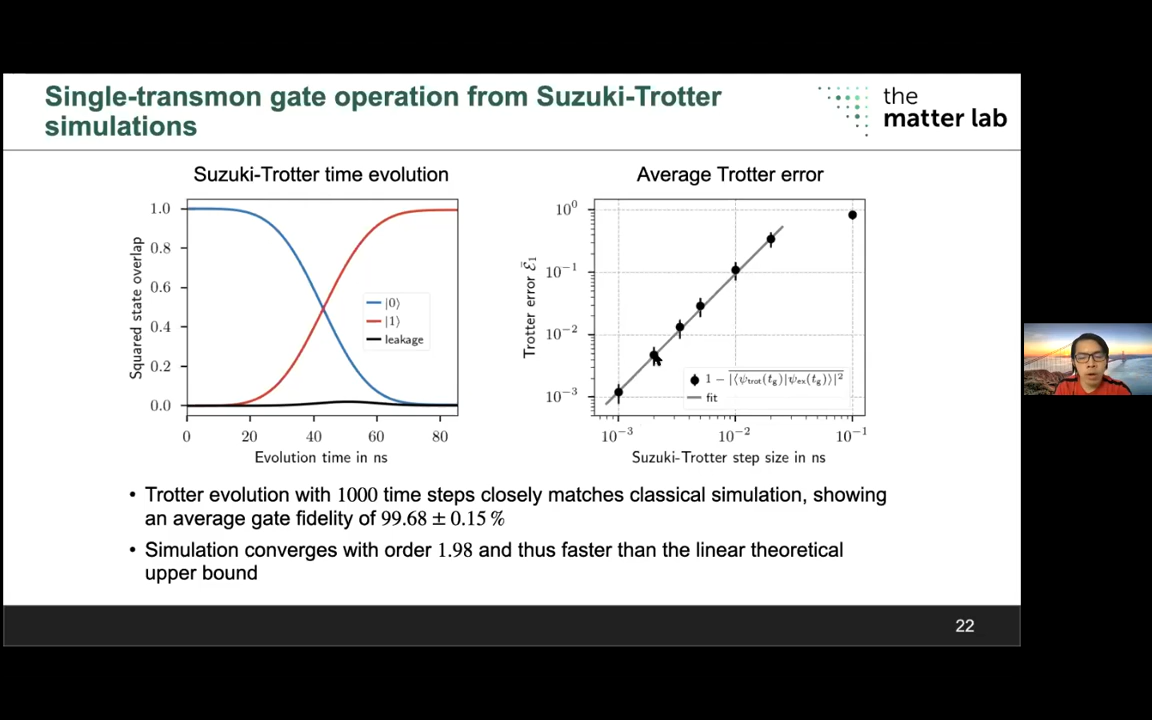 Single-transmon gate operation from Suzuki-Trotter
simulations
the
matter lab
Suzuki-Trotter time evolution
1.0
0.8
0.6
0.4
0.2
0.0
Squared state overlap
|0⟩
|1⟩
leakage
0 20 40 60 80
Evolution time in ns
Average Trotter error
10⁰
10⁻¹
10⁻²
10⁻³
Trotter error ℰ̄₁
1 − |⟨ψtrot(tg)|ψex(tg)⟩|²
fit
10⁻³ 10⁻² 10⁻¹
Suzuki-Trotter step size in ns
• Trotter evolution with 1000 time steps closely matches classical simulation, showing
an average gate fidelity of 99.68 ± 0.15 %
• Simulation converges with order 1.98 and thus faster than the linear theoretical
upper bound
22